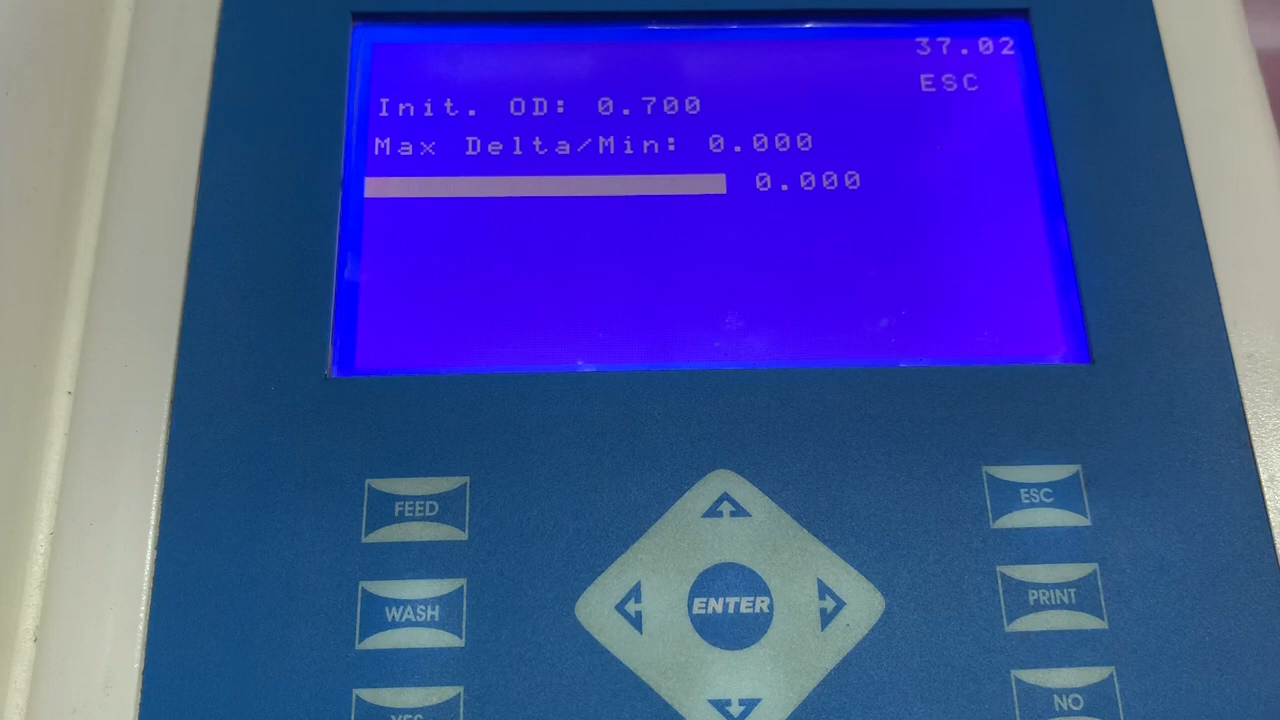 37.02
ESC
Init. OD: 0.700
Max Delta/Min: 0.000
0.000
FEED
ESC
ENTER
WASH
PRINT
YES
NO